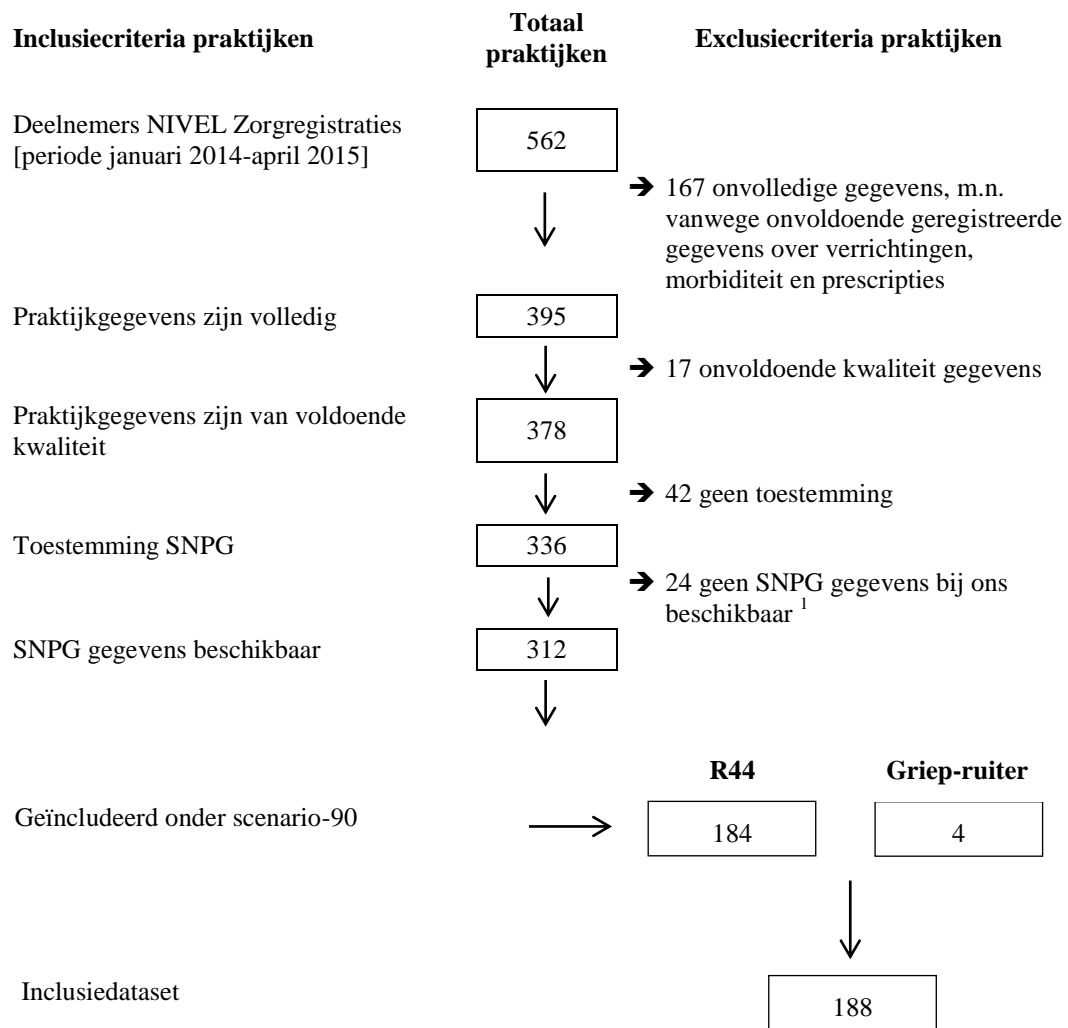 Inclusiecriteria praktijken
Totaal
praktijken
Exclusiecriteria praktijken
Deelnemers NIVEL Zorgregistraties
[periode januari 2014-april 2015]
562
➔ 167 onvolledige gegevens, m.n.
vanwege onvoldoende geregistreerde
gegevens over verrichtingen,
morbiditeit en prescripties
Praktijkgegevens zijn volledig
395
➔ 17 onvoldoende kwaliteit gegevens
Praktijkgegevens zijn van voldoende
kwaliteit
378
➔ 42 geen toestemming
Toestemming SNPG
336
➔ 24 geen SNPG gegevens bij ons
beschikbaar ¹
SNPG gegevens beschikbaar
312
R44
Griep-ruiter
Geïncludeerd onder scenario-90
184
4
Inclusiedataset
188